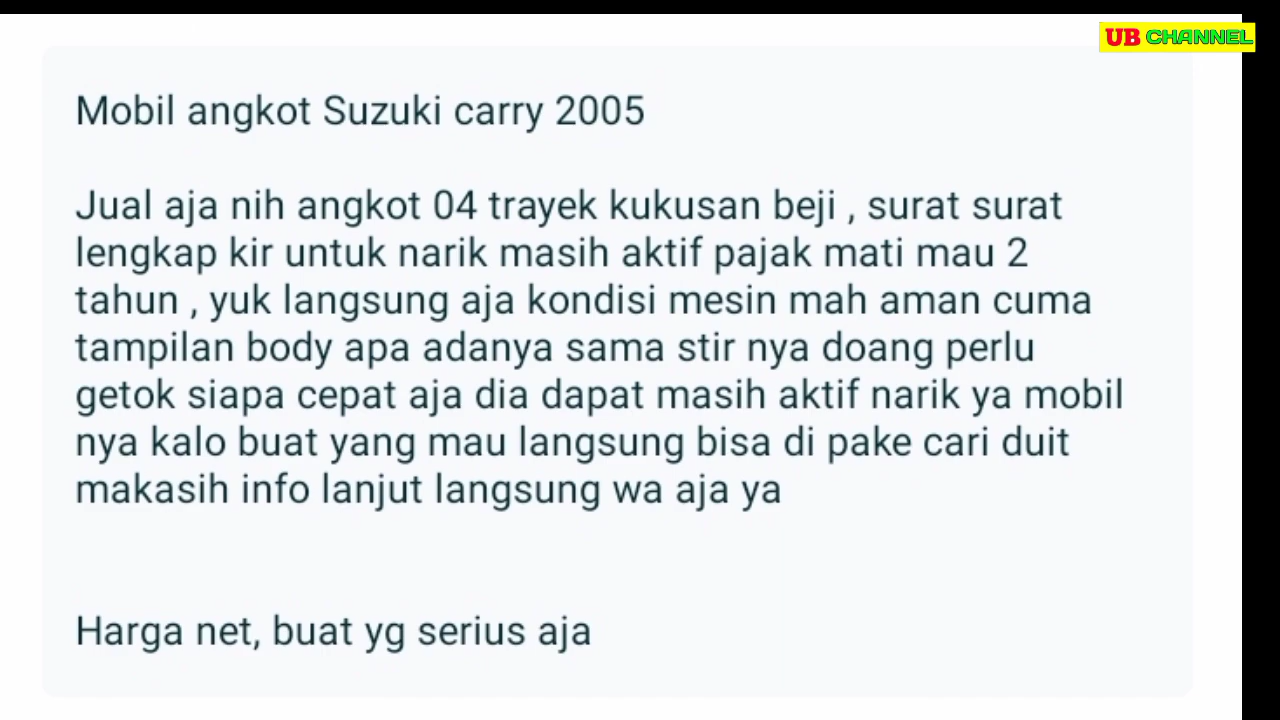 UB CHANNEL
Mobil angkot Suzuki carry 2005
Jual aja nih angkot 04 trayek kukusan beji , surat surat
lengkap kir untuk narik masih aktif pajak mati mau 2
tahun , yuk langsung aja kondisi mesin mah aman cuma
tampilan body apa adanya sama stir nya doang perlu
getok siapa cepat aja dia dapat masih aktif narik ya mobil
nya kalo buat yang mau langsung bisa di pake cari duit
makasih info lanjut langsung wa aja ya
Harga net, buat yg serius aja